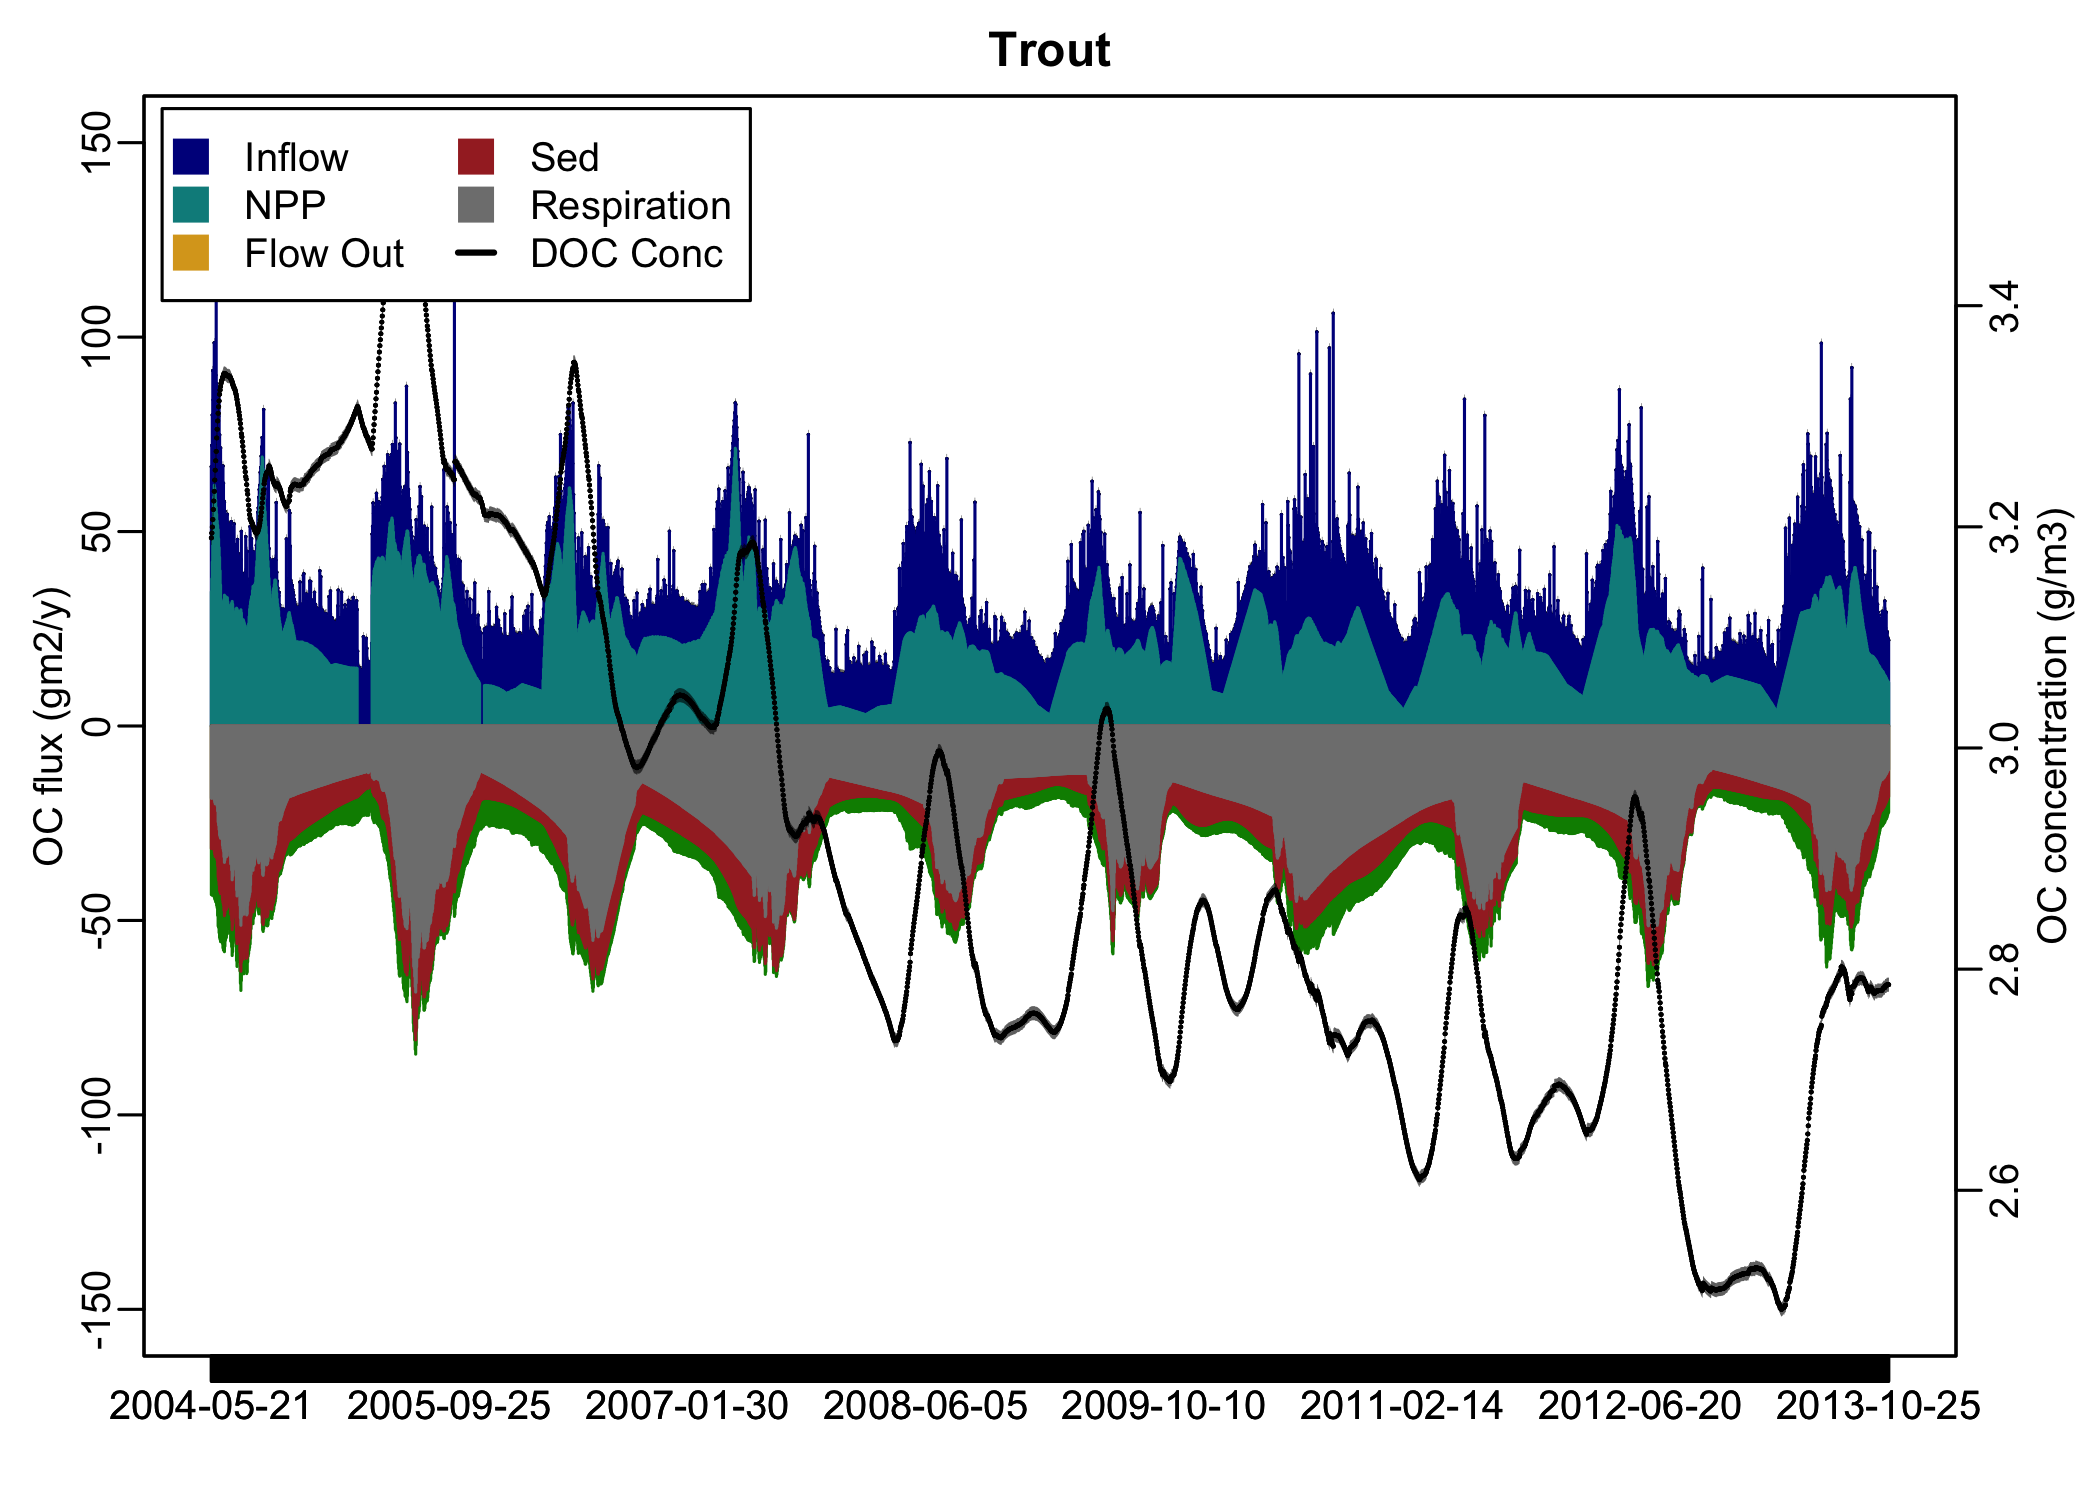 Trout
Inflow
NPP
Flow Out
Sed
Respiration
DOC Conc
OC flux (gm2/y)
150
100
50
0
-50
-100
-150
OC concentration (g/m3)
3.4
3.2
3.0
2.8
2.6
2004-05-21 2005-09-25 2007-01-30 2008-06-05 2009-10-10 2011-02-14 2012-06-20 2013-10-25